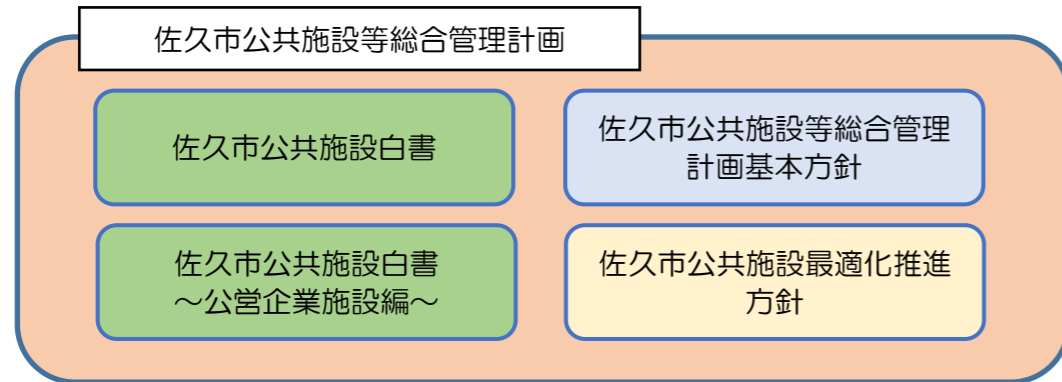 佐久市公共施設等総合管理計画
佐久市公共施設白書
佐久市公共施設等総合管理
計画基本方針
佐久市公共施設白書
～公営企業施設編～
佐久市公共施設最適化推進
方針